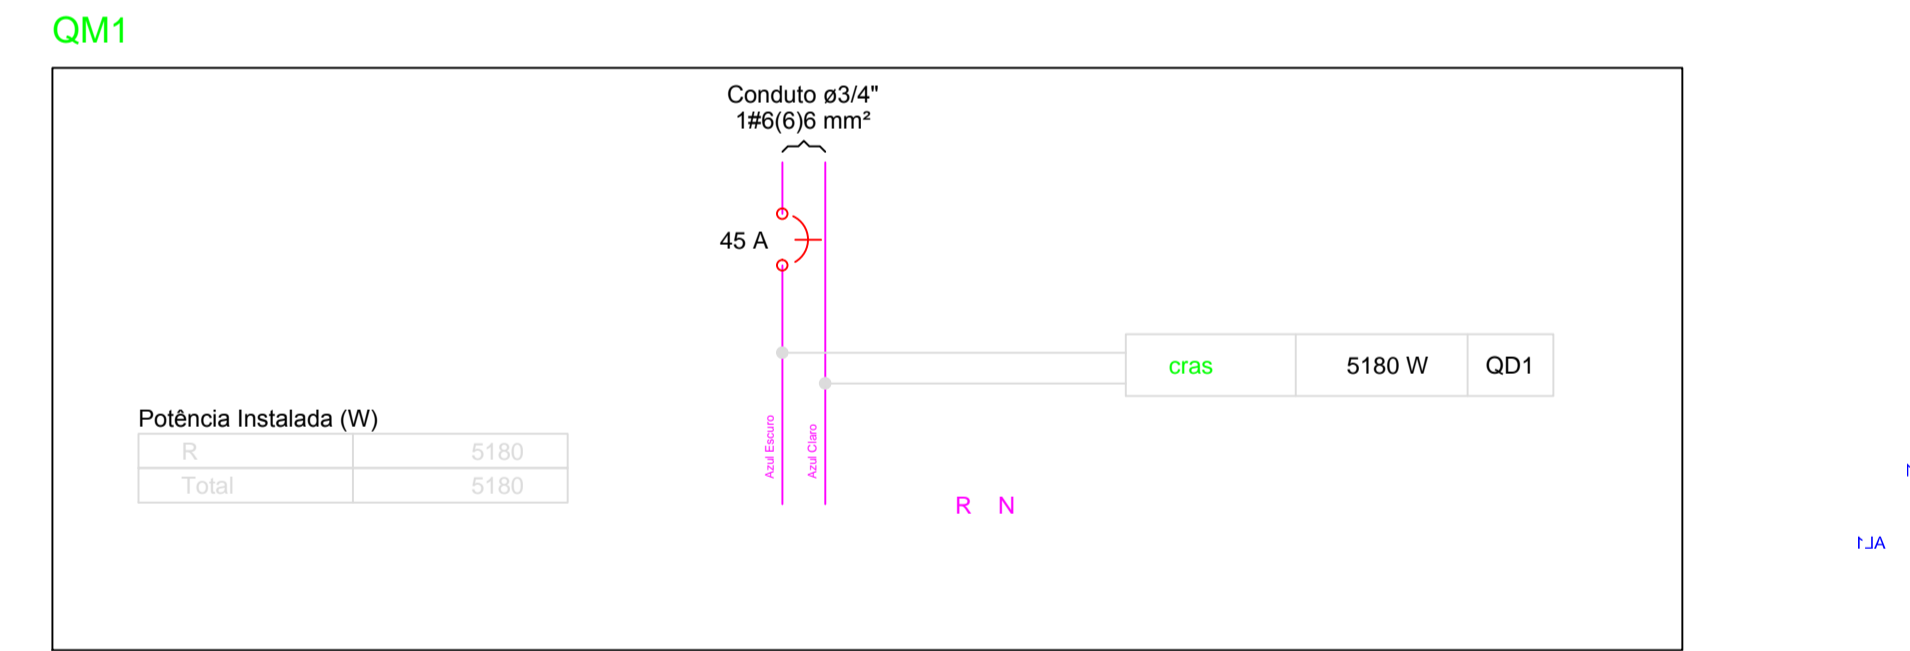 QM1
Conduto ø3/4"
1#6(6)6 mm²
45 A
cras 5180 W QD1
Potência Instalada (W)
R 5180
Total 5180
Azul Escuro
Azul Claro
R N
AL1